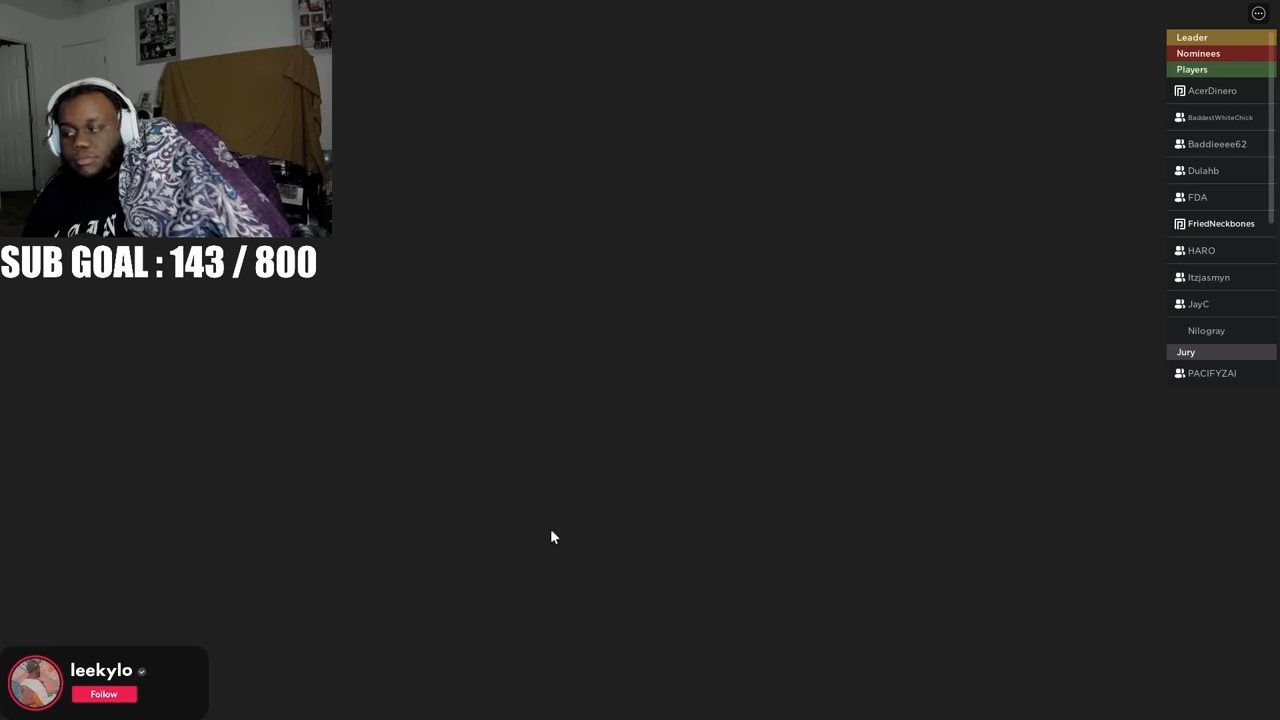 SUB GOAL : 143 / 800
Leader
Nominees
Players
AcerDinero
BaddestWhiteChick
Baddieeee62
Dulahb
FDA
FriedNeckbones
HARO
Itzjasmyn
JayC
Nilogray
Jury
PACIFYZAI
leekylo
Follow